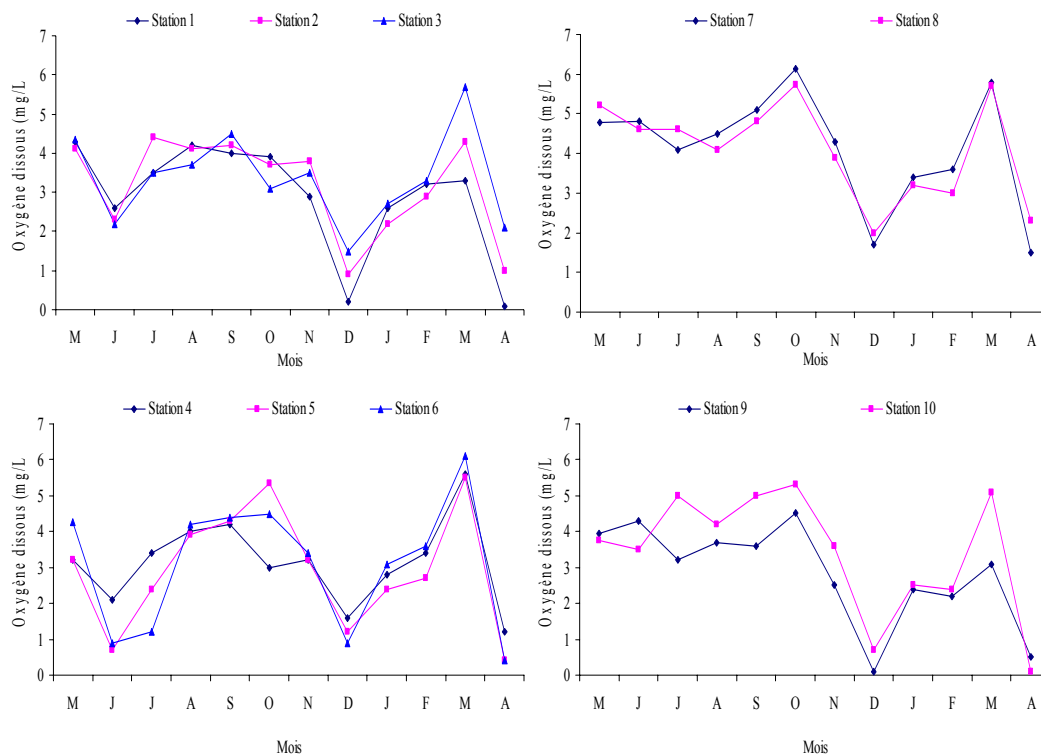 Station 1 Station 2 Station 3
Oxygène dissous (mg/L)
7
6
5
4
3
2
1
0
M J J A S O N D J F M A
Mois
Station 7 Station 8
Oxygène dissous (mg/L)
7
6
5
4
3
2
1
0
M J J A S O N D J F M A
Mois
Station 4 Station 5 Station 6
Oxygène dissous (mg/L)
7
6
5
4
3
2
1
0
M J J A S O N D J F M A
Mois
Station 9 Station 10
Oxygène dissous (mg/L)
7
6
5
4
3
2
1
0
M J J A S O N D J F M A
Mois